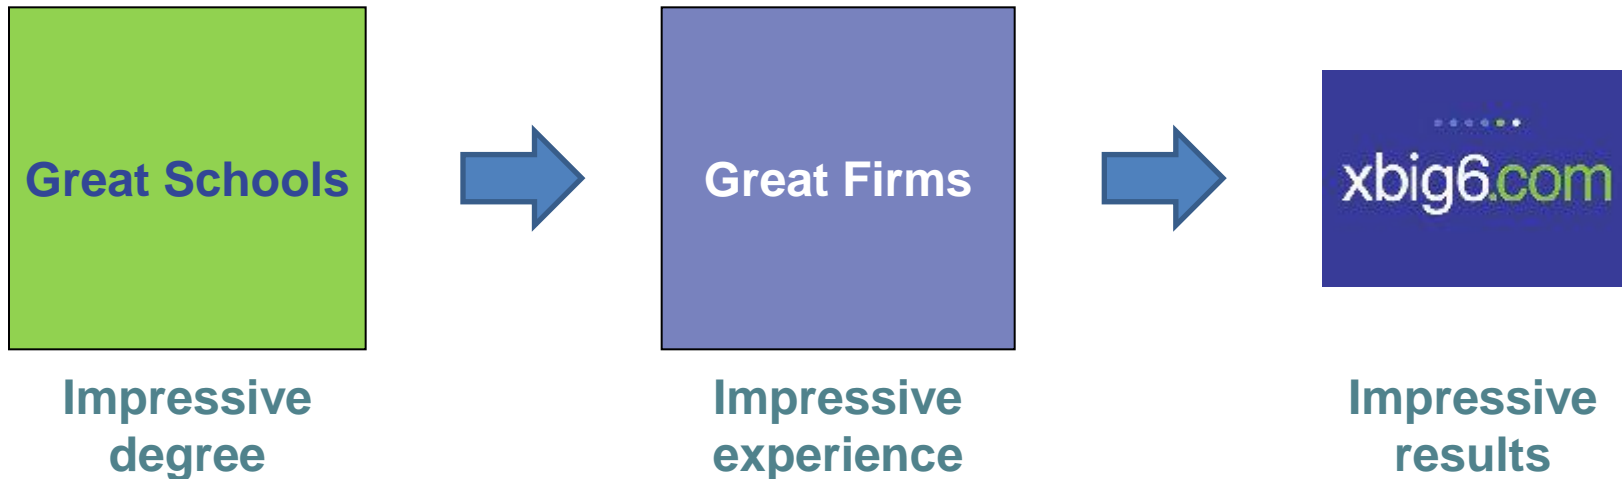 Great Schools
Great Firms
xbig6.com
Impressive
degree
Impressive
experience
Impressive
results